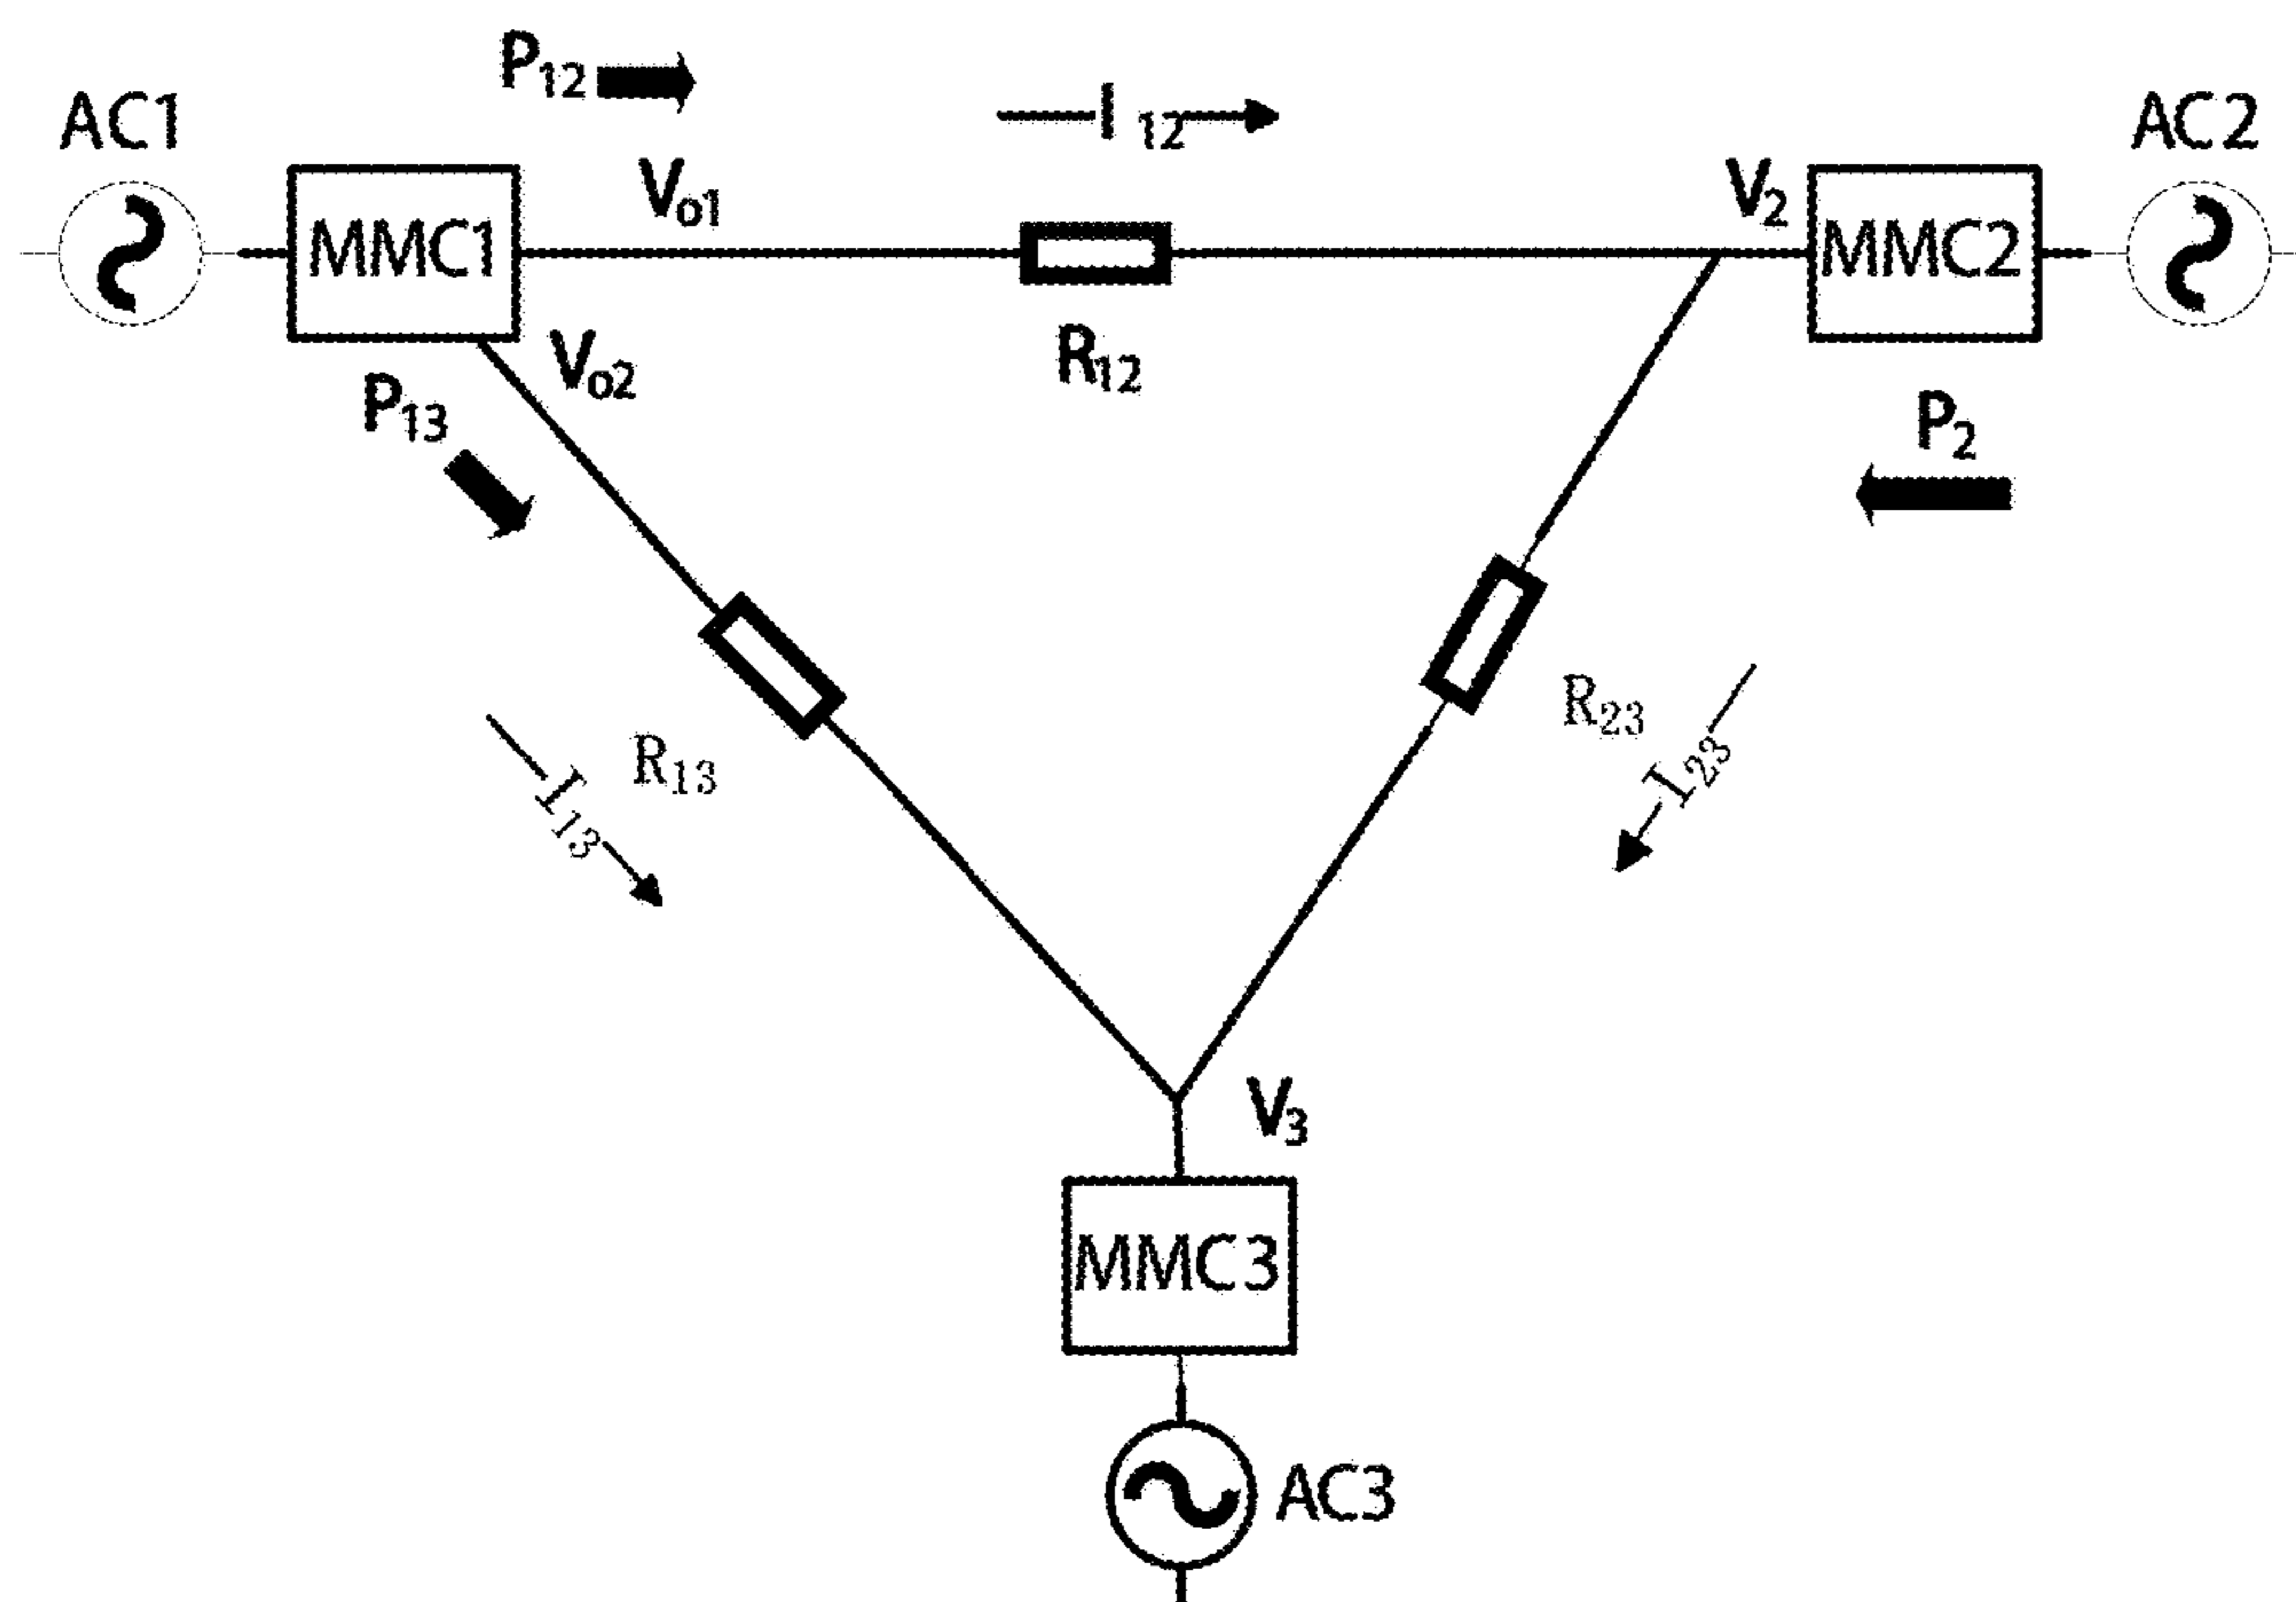 P12
I12
AC1
AC2
Vo1
V2
MMC1
MMC2
Vo2
R12
P13
P2
R13
R23
I13
I23
V3
MMC3
AC3